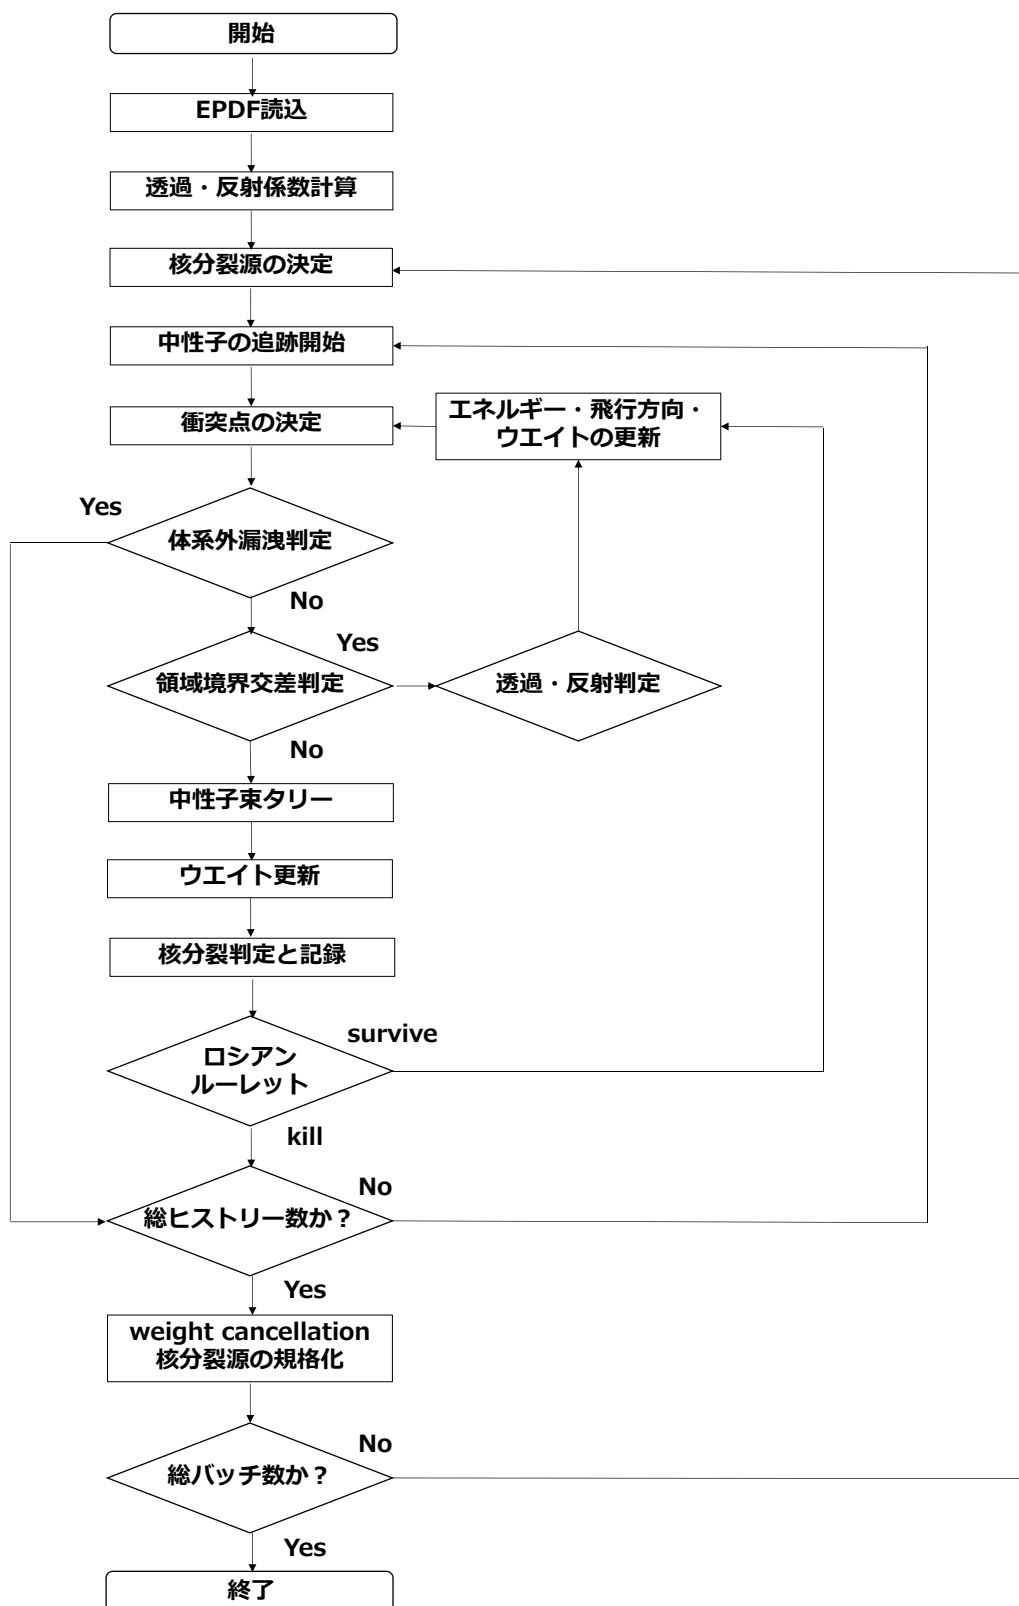 開始
EPDF読込
透過・反射係数計算
核分裂源の決定
中性子の追跡開始
衝突点の決定
エネルギー・飛行方向・
ウエイトの更新
Yes
体系外漏洩判定
No
Yes
領域境界交差判定
透過・反射判定
No
中性子束タリー
ウエイト更新
核分裂判定と記録
survive
ロシアン
ルーレット
kill
No
総ヒストリー数か？
Yes
weight cancellation
核分裂源の規格化
No
総バッチ数か？
Yes
終了